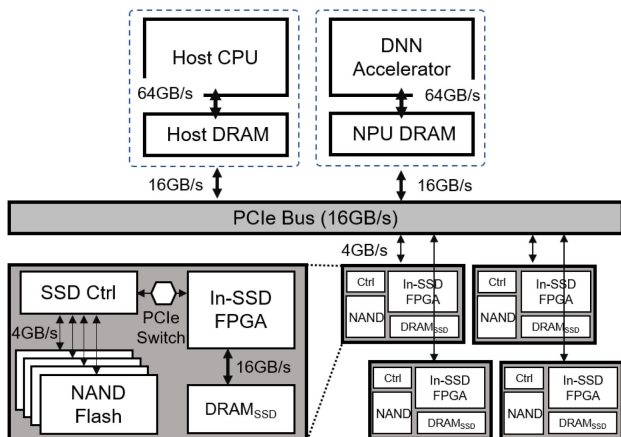 Host CPU
64GB/s
Host DRAM
16GB/s
DNN
Accelerator
64GB/s
NPU DRAM
16GB/s
PCIe Bus (16GB/s)
4GB/s
SSD Ctrl
PCIe
Switch
In-SSD
FPGA
4GB/s
16GB/s
NAND
Flash
DRAMSSD
Ctrl
NAND
In-SSD
FPGA
DRAMSSD
Ctrl
NAND
In-SSD
FPGA
DRAMSSD
Ctrl
NAND
In-SSD
FPGA
DRAMSSD
Ctrl
NAND
In-SSD
FPGA
DRAMSSD